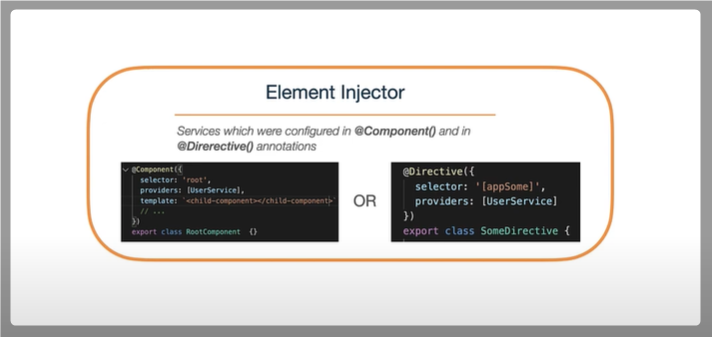 Element Injector
Services which were configured in @Component() and in
@Direrective() annotations
@Component({
selector: 'root',
providers: [UserService],
template: `<child-component></child-component>`
// ...
})
export class RootComponent {}
OR
@Directive({
selector: '[appSome]',
providers: [UserService]
})
export class SomeDirective {